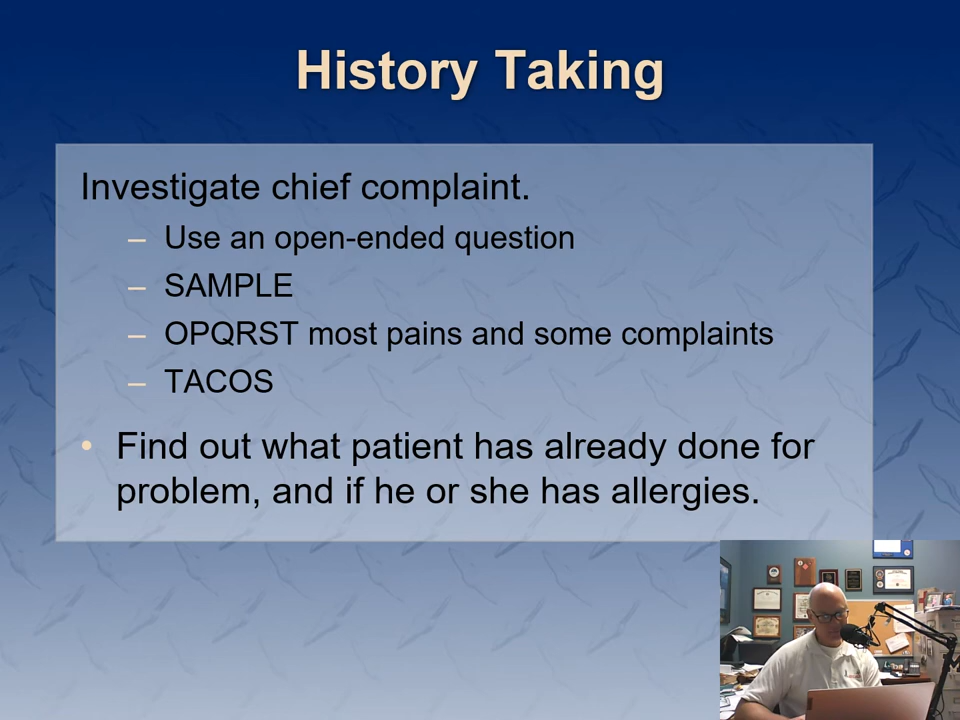 History Taking
Investigate chief complaint.
– Use an open-ended question
– SAMPLE
– OPQRST most pains and some complaints
– TACOS
• Find out what patient has already done for
problem, and if he or she has allergies.